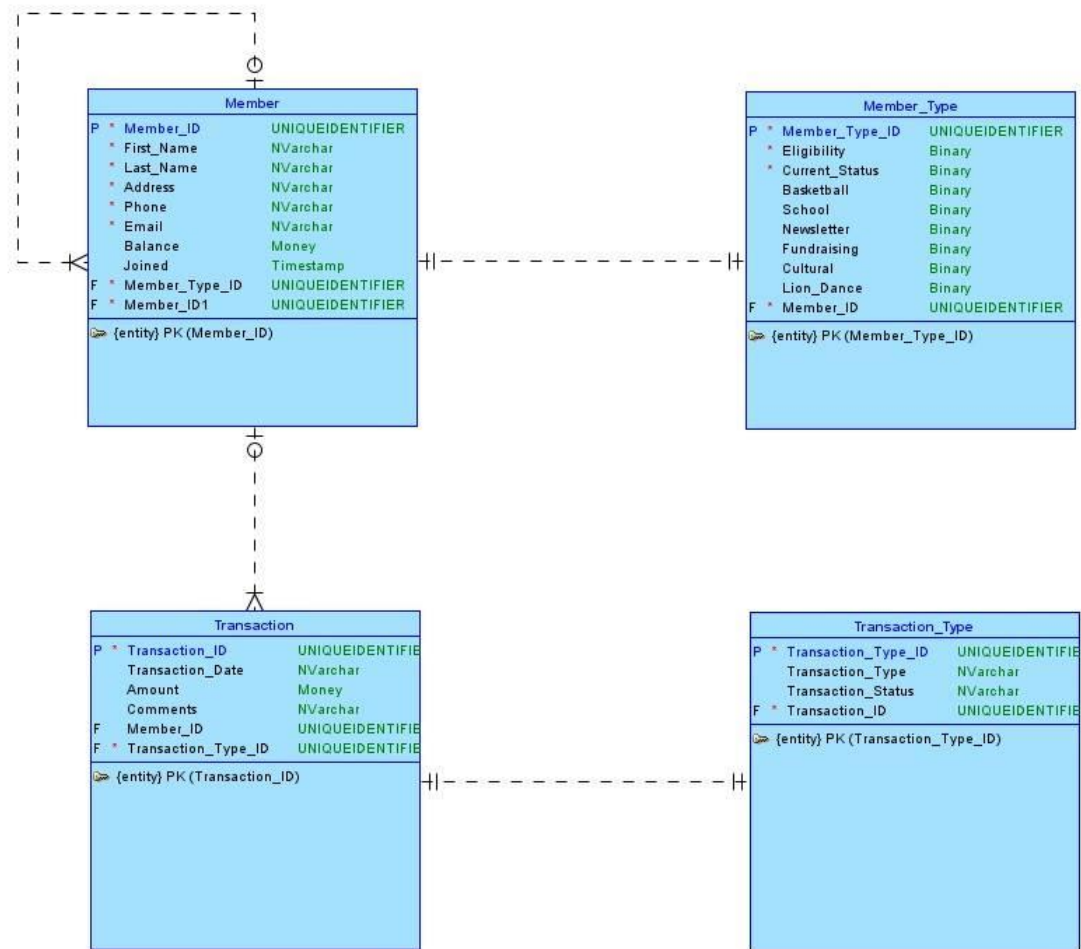 Member
P * Member_ID UNIQUEIDENTIFIER
* First_Name NVarchar
* Last_Name NVarchar
* Address NVarchar
* Phone NVarchar
* Email NVarchar
Balance Money
Joined Timestamp
F * Member_Type_ID UNIQUEIDENTIFIER
F * Member_ID1 UNIQUEIDENTIFIER
{entity} PK (Member_ID)
Member_Type
P * Member_Type_ID UNIQUEIDENTIFIER
* Eligibility Binary
* Current_Status Binary
Basketball Binary
School Binary
Newsletter Binary
Fundraising Binary
Cultural Binary
Lion_Dance Binary
F * Member_ID UNIQUEIDENTIFIER
{entity} PK (Member_Type_ID)
Transaction
P * Transaction_ID UNIQUEIDENTIFIE
Transaction_Date NVarchar
Amount Money
Comments NVarchar
F Member_ID UNIQUEIDENTIFIE
F * Transaction_Type_ID UNIQUEIDENTIFIE
{entity} PK (Transaction_ID)
Transaction_Type
P * Transaction_Type_ID UNIQUEIDENTIFIE
Transaction_Type NVarchar
Transaction_Status NVarchar
F * Transaction_ID UNIQUEIDENTIFIE
{entity} PK (Transaction_Type_ID)